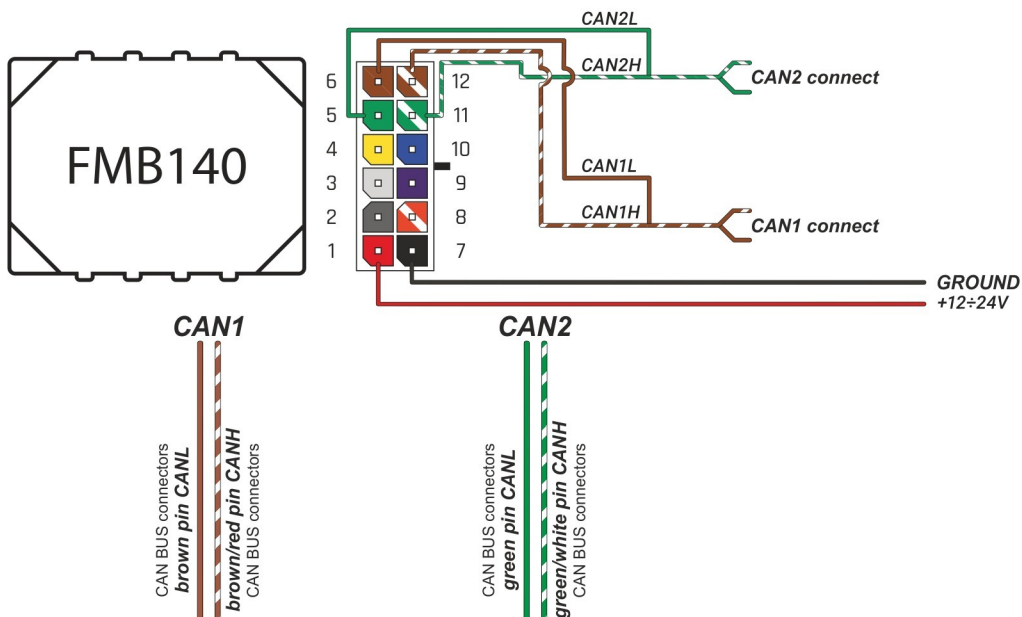 CAN2L
CAN2H
CAN2 connect
FMB140
6 12
5 11
4 10
3 9
2 8
1 7
CAN1L
CAN1H
CAN1 connect
GROUND
+12÷24V
CAN1
CAN BUS connectors
brown pin CANL
brown/red pin CANH
CAN BUS connectors
CAN2
CAN BUS connectors
green pin CANL
green/white pin CANH
CAN BUS connectors